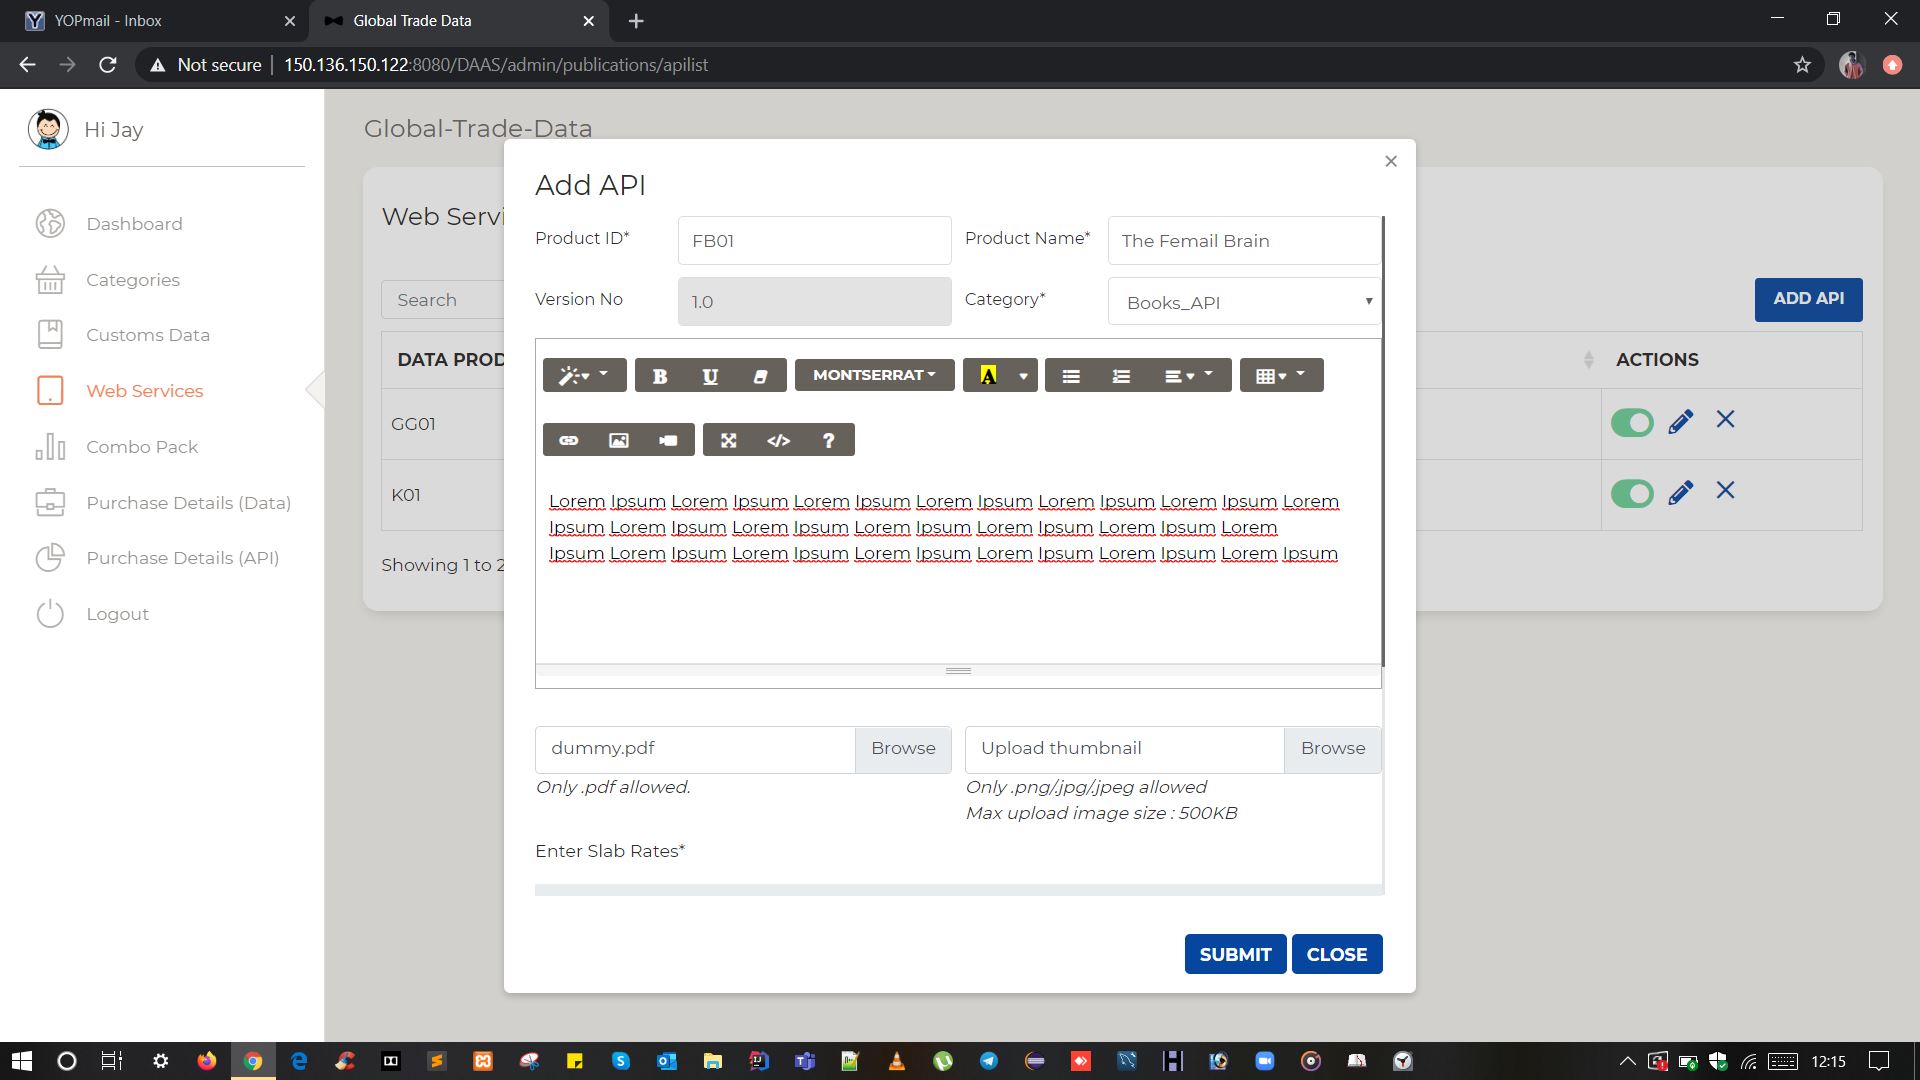 YOPmail - Inbox
Global Trade Data
Not secure
150.136.150.122:8080/DAAS/admin/publications/apilist
Hi Jay
Dashboard
Categories
Customs Data
Web Services
Combo Pack
Purchase Details (Data)
Purchase Details (API)
Logout
Global-Trade-Data
Web Servi
Search
ADD API
DATA PROD
ACTIONS
GG01
K01
Showing 1 to 2
Add API
Product ID*
FB01
Product Name*
The Femail Brain
Version No
1.0
Category*
Books_API
B U
MONTSERRAT
A
</>
?
Lorem Ipsum Lorem Ipsum Lorem Ipsum Lorem Ipsum Lorem Ipsum Lorem Ipsum Lorem
Ipsum Lorem Ipsum Lorem Ipsum Lorem Ipsum Lorem Ipsum Lorem Ipsum Lorem
Ipsum Lorem Ipsum Lorem Ipsum Lorem Ipsum Lorem Ipsum Lorem Ipsum Lorem Ipsum
dummy.pdf
Browse
Upload thumbnail
Browse
Only .pdf allowed.
Only .png/.jpg/.jpeg allowed
Max upload image size : 500KB
Enter Slab Rates*
SUBMIT
CLOSE
12:15